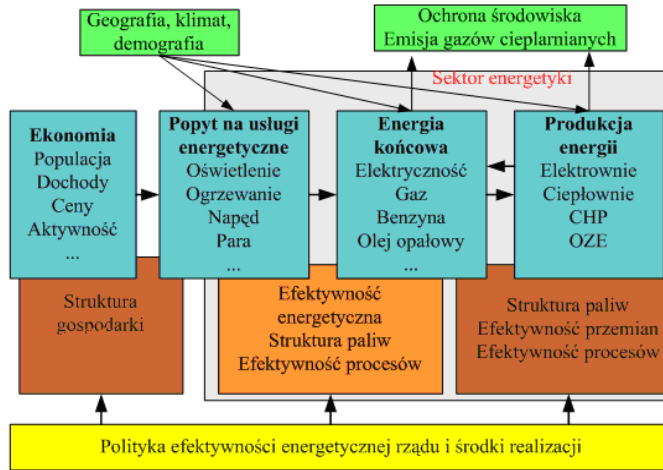 Geografia, klimat,
demografia
Ochrona środowiska
Emisja gazów cieplarnianych
Sektor energetyki
Ekonomia
Populacja
Dochody
Ceny
Aktywność
...
Popyt na usługi
energetyczne
Oświetlenie
Ogrzewanie
Napęd
Para
...
Energia
końcowa
Elektryczność
Gaz
Benzyna
Olej opałowy
...
Produkcja
energii
Elektrownie
Ciepłownie
CHP
OZE
Struktura
gospodarki
Efektywność
energetyczna
Struktura paliw
Efektywność procesów
Struktura paliw
Efektywność przemian
Efektywność procesów
Polityka efektywności energetycznej rządu i środki realizacji